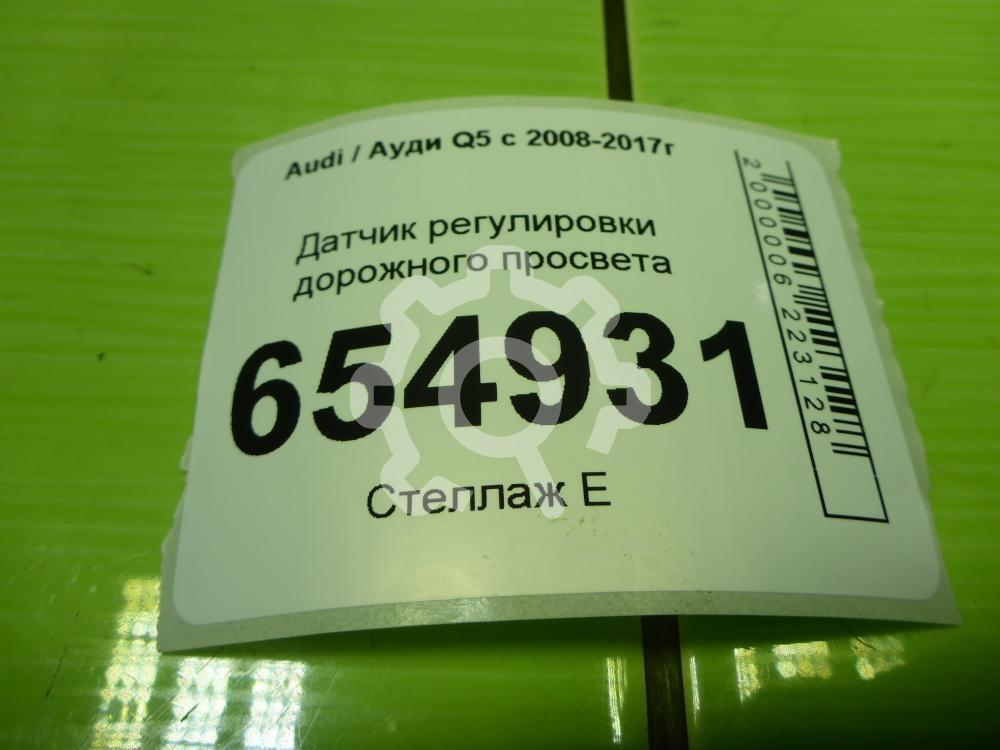 Audi / Ауди Q5 с 2008-2017г
Датчик регулировки
дорожного просвета
654931
Стеллаж Е
2000006223128